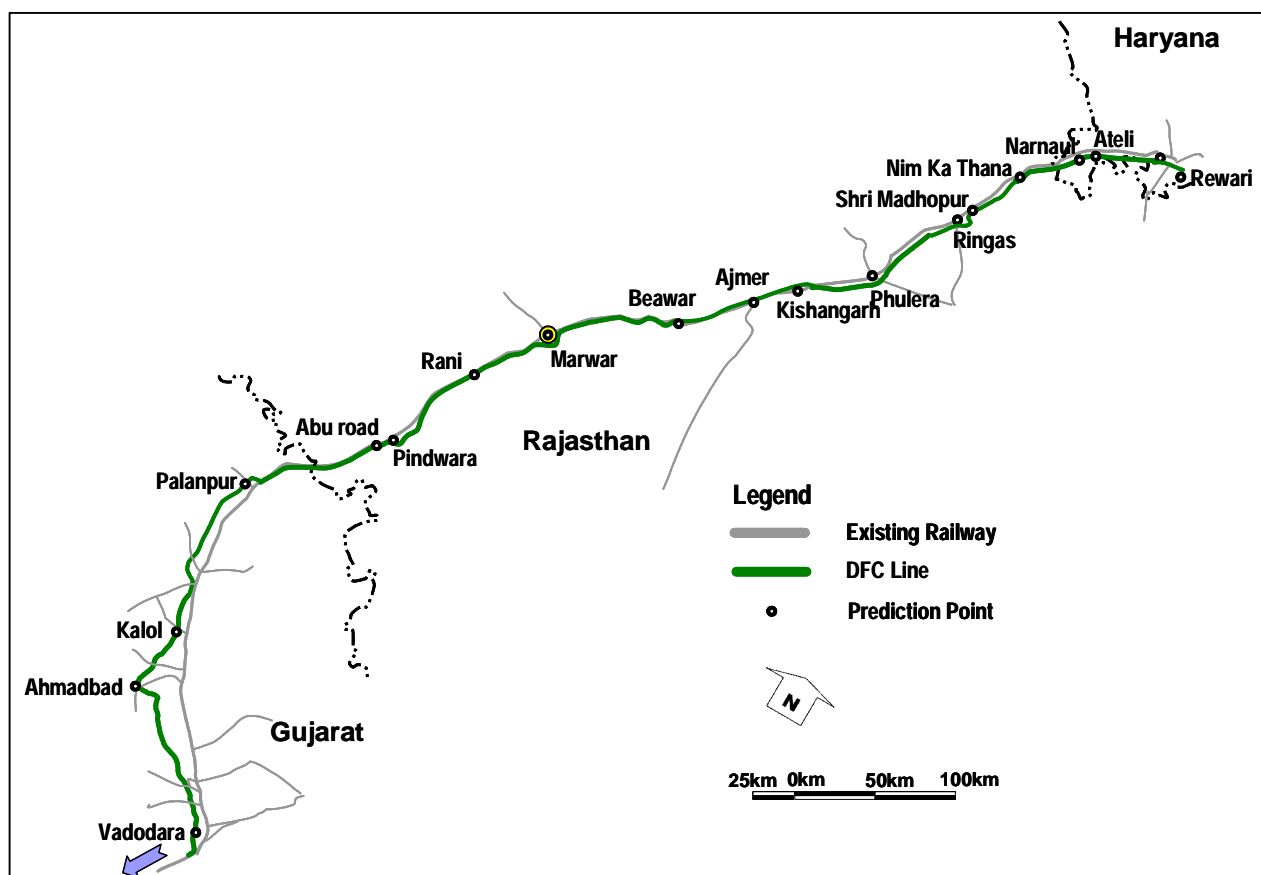 Haryana
Narnaul
Ateli
Nim Ka Thana
Rewari
Shri Madhopur
Ringas
Ajmer
Phulera
Beawar
Kishangarh
Rani
Marwar
Abu road
Rajasthan
Pindwara
Palanpur
Legend
Existing Railway
DFC Line
Prediction Point
Kalol
Ahmadbad
N
Gujarat
25km 0km 50km 100km
Vadodara